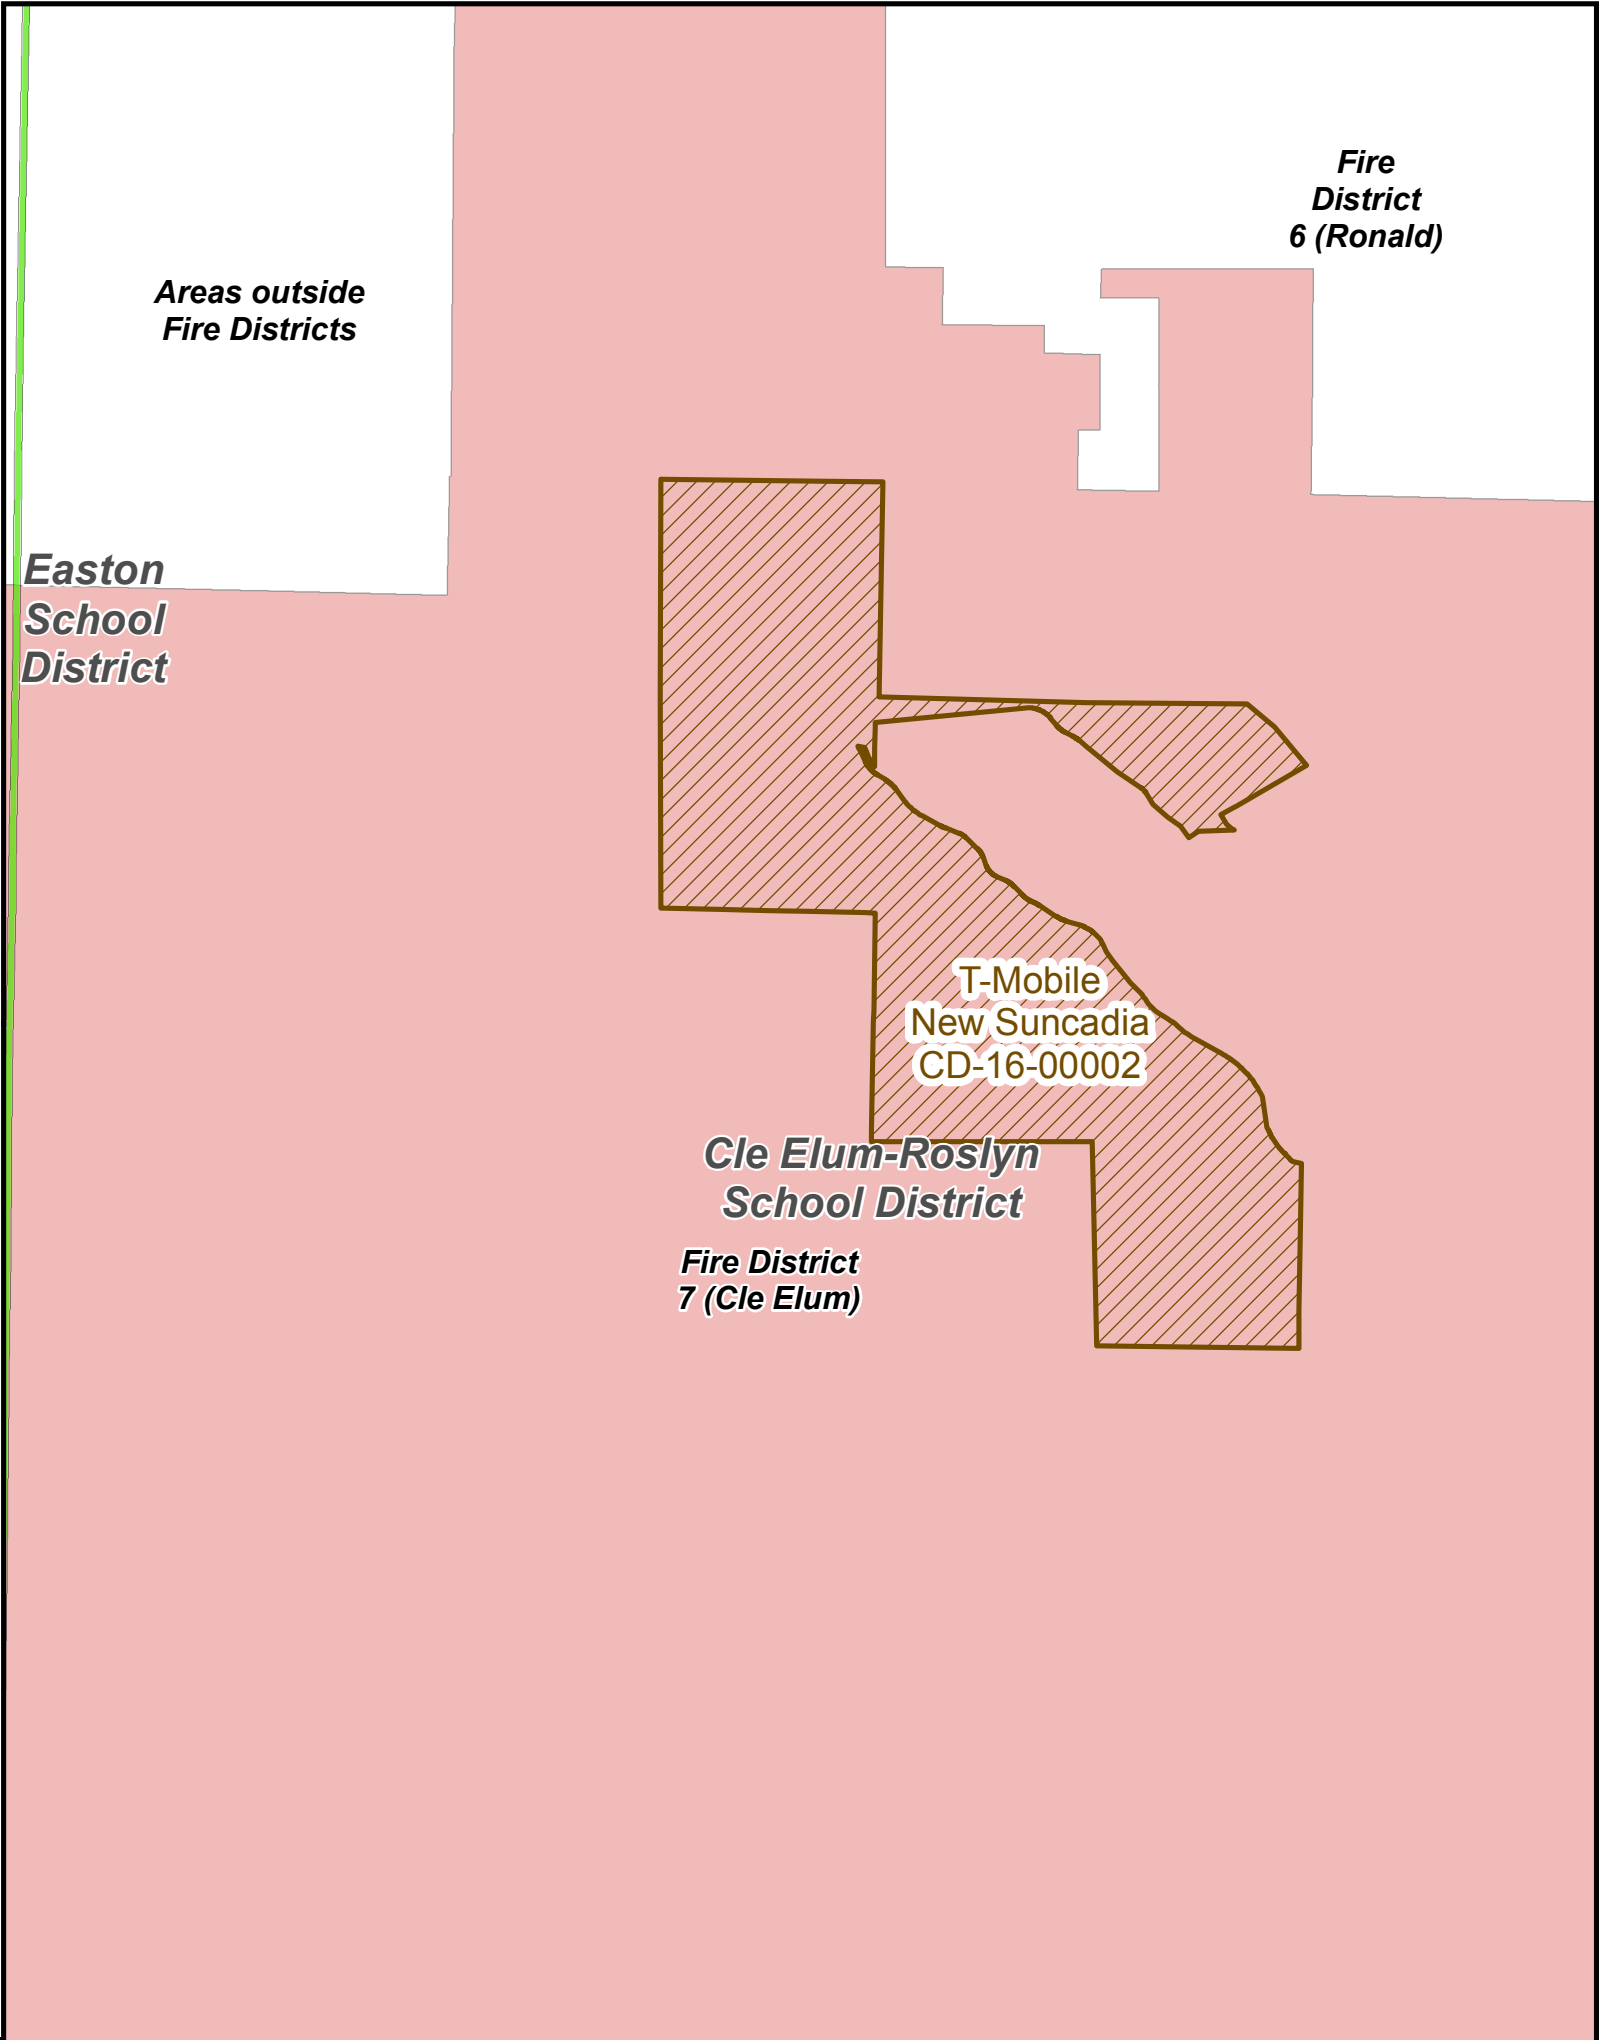 Fire
District
6 (Ronald)
Areas outside
Fire Districts
Easton
School
District
T-Mobile
New Suncadia
CD-16-00002
Cle Elum-Roslyn
School District
Fire District
7 (Cle Elum)